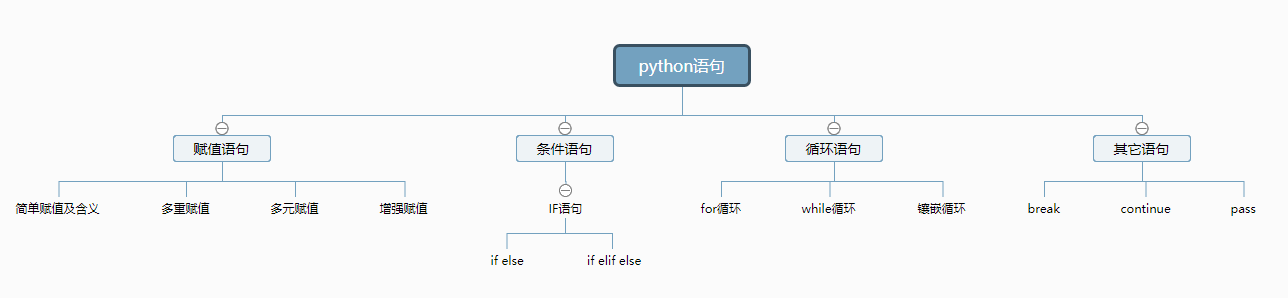 python语句
赋值语句
条件语句
循环语句
其它语句
简单赋值及含义
多重赋值
多元赋值
增强赋值
IF语句
for循环
while循环
镶嵌循环
break
continue
pass
if else
if elif else